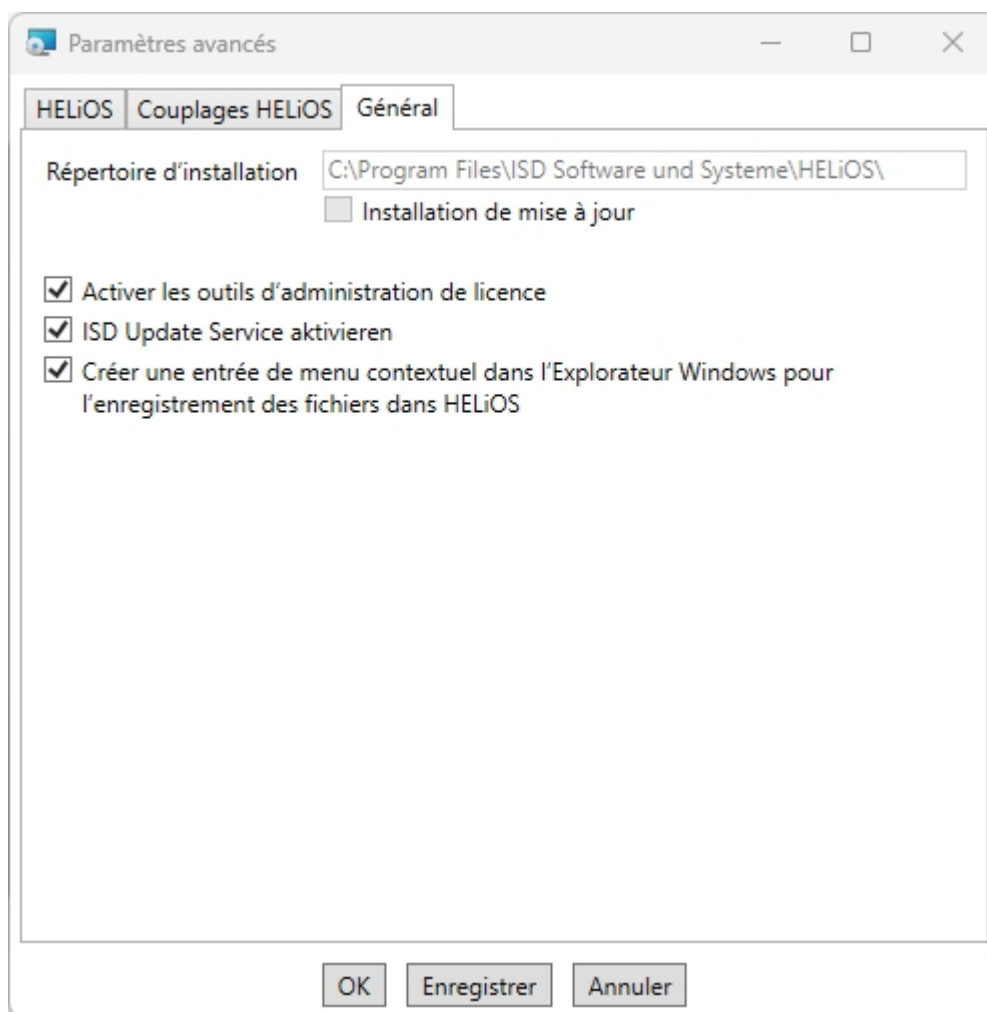 Paramètres avancés
HELiOS
Couplages HELiOS
Général
Répertoire d’installation
C:\Program Files\ISD Software und Systeme\HELiOS\
Installation de mise à jour
Activer les outils d’administration de licence
ISD Update Service aktivieren
Créer une entrée de menu contextuel dans l’Explorateur Windows pour
l’enregistrement des fichiers dans HELiOS
OK
Enregistrer
Annuler